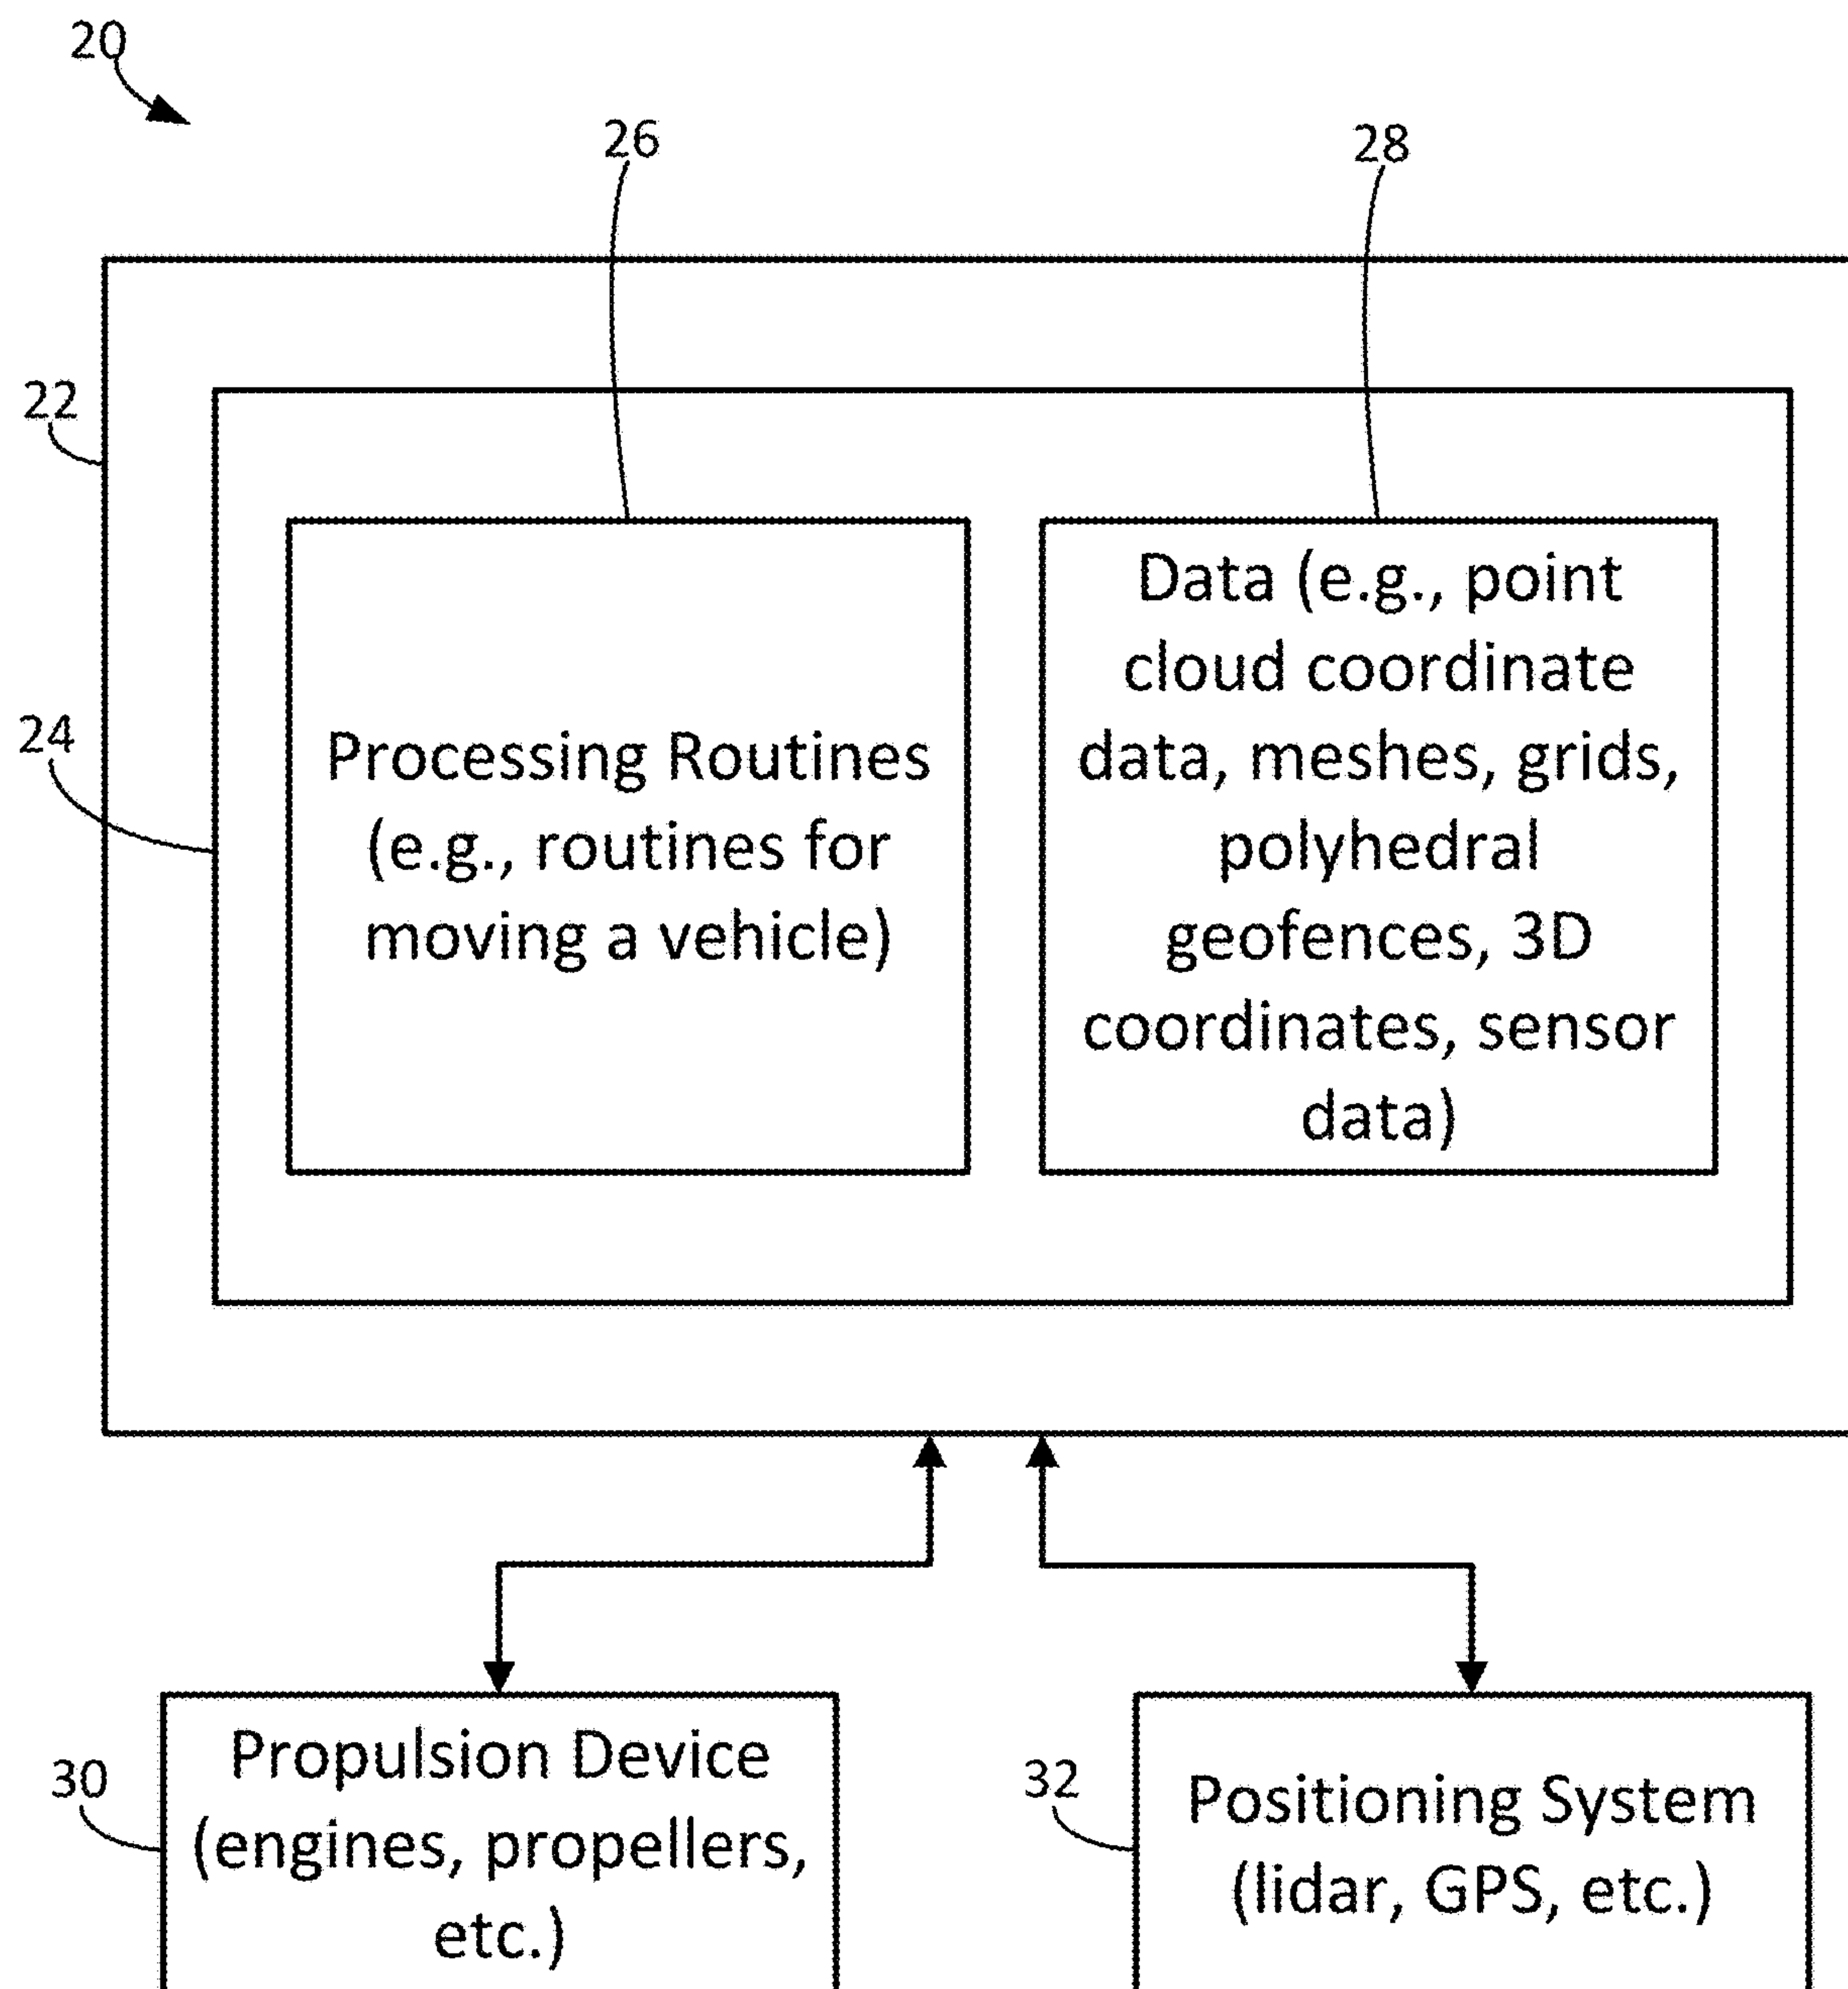 20
26
28
22
24
Processing Routines
(e.g., routines for
moving a vehicle)
Data (e.g., point
cloud coordinate
data, meshes, grids,
polyhedral
geofences, 3D
coordinates, sensor
data)
30
Propulsion Device
(engines, propellers,
etc.)
32
Positioning System
(lidar, GPS, etc.)